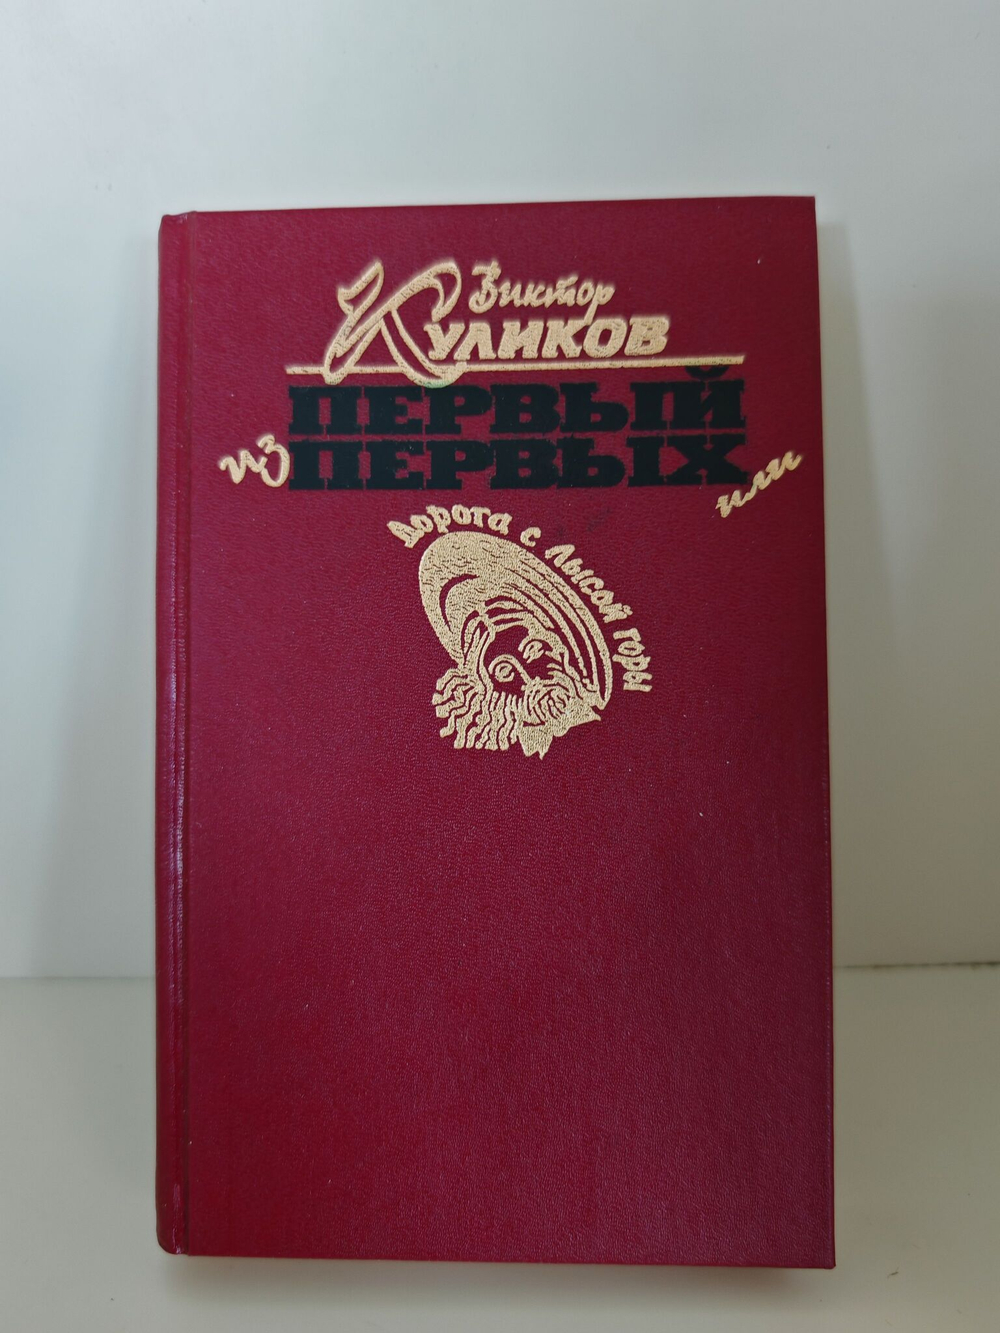 Виктор
Куликов
ПЕРВЫЙ
из ПЕРВЫХ или
Дорога с Лысой горы